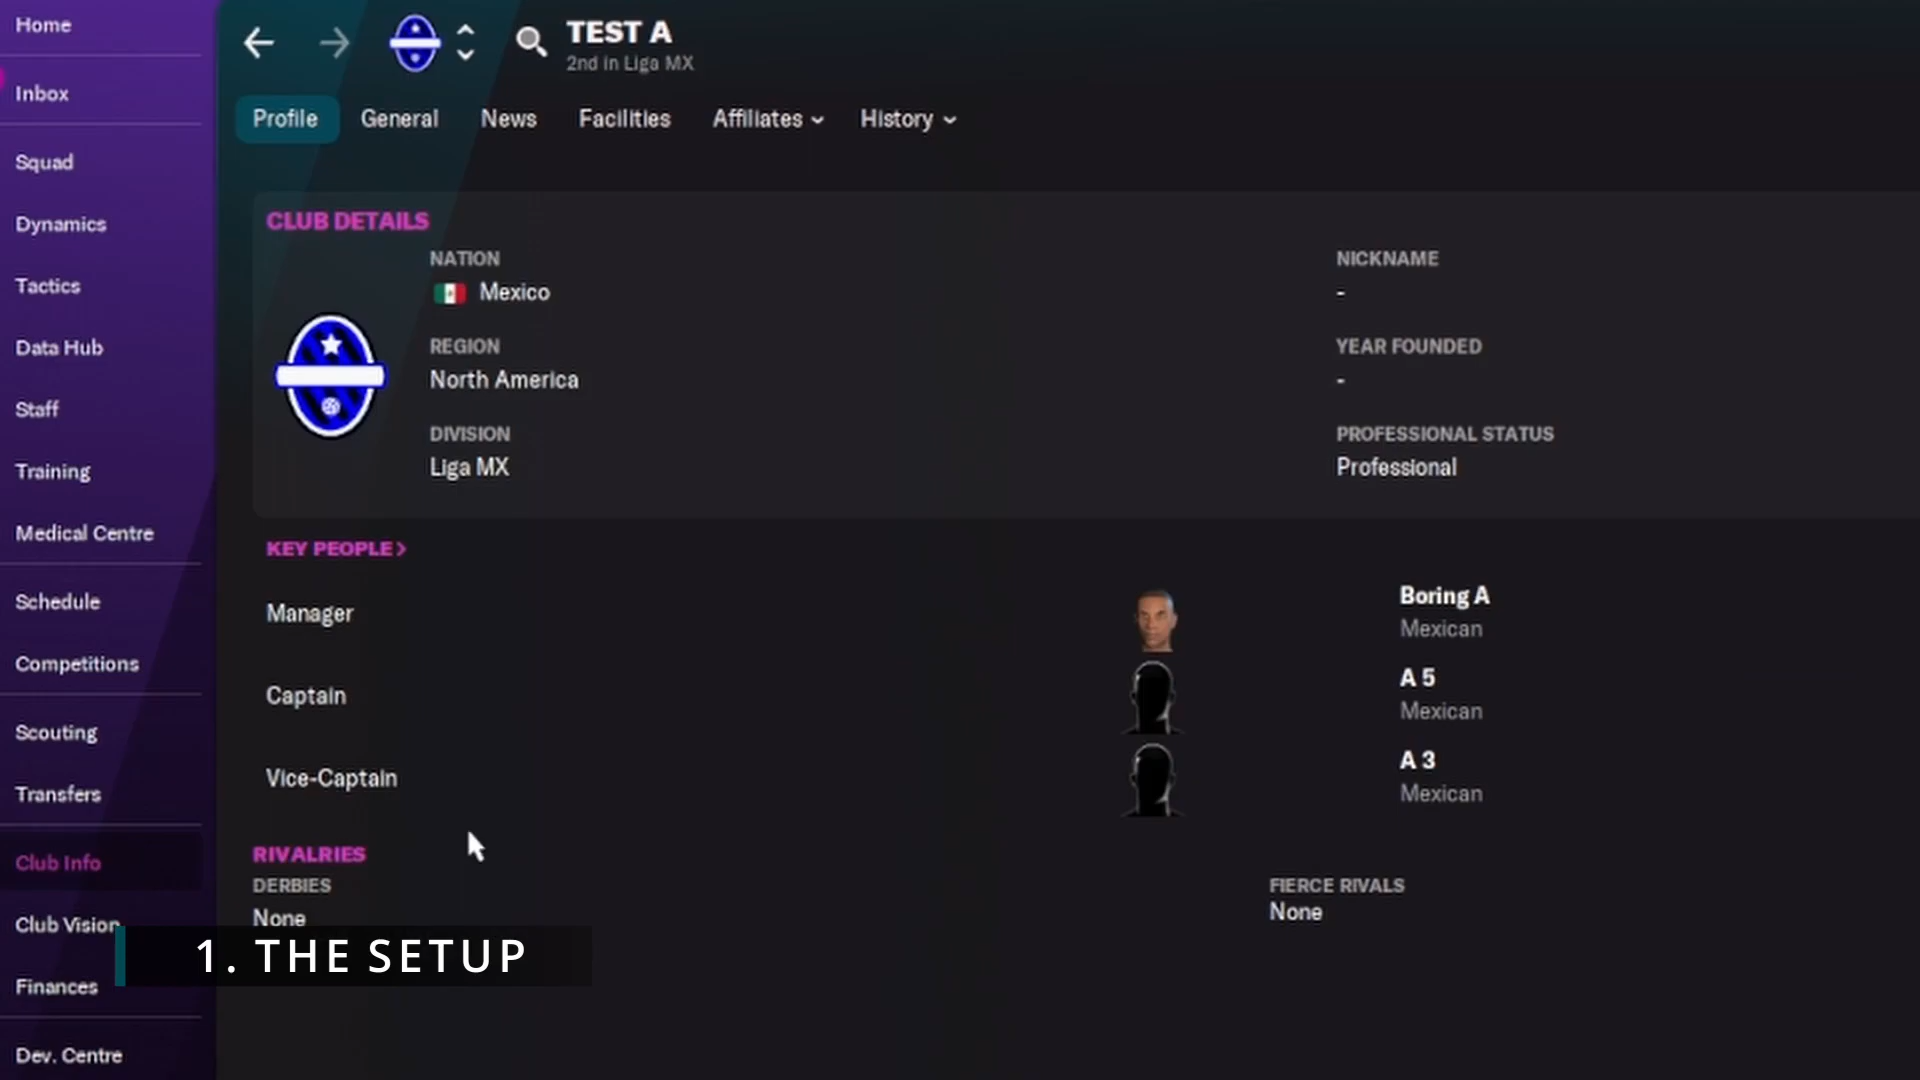 Home
Inbox
Squad
Dynamics
Tactics
Data Hub
Staff
Training
Medical Centre
Schedule
Competitions
Scouting
Transfers
Club Info
Club Vision
Finances
Dev. Centre
TEST A
2nd in Liga MX
Profile General News Facilities Affiliates History
CLUB DETAILS
NATION
Mexico
REGION
North America
DIVISION
Liga MX
NICKNAME
-
YEAR FOUNDED
-
PROFESSIONAL STATUS
Professional
KEY PEOPLE >
Manager
Boring A
Mexican
Captain
A 5
Mexican
Vice-Captain
A 3
Mexican
RIVALRIES
DERBIES
None
FIERCE RIVALS
None
1. THE SETUP